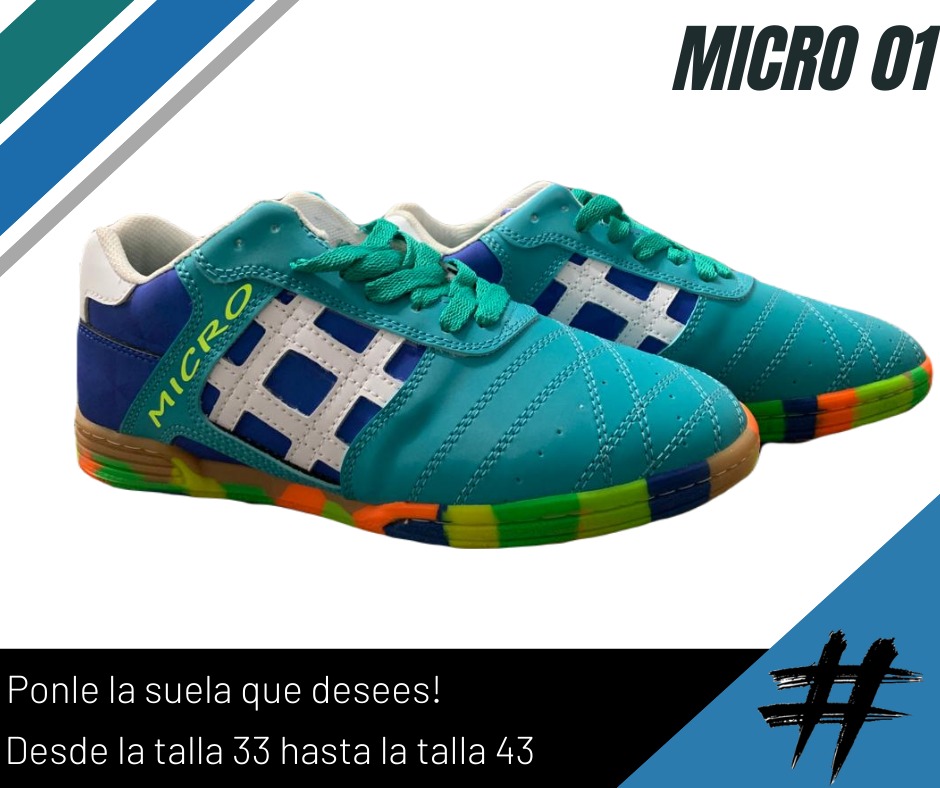 MICRO 01
MICRO
Ponle la suela que desees!
Desde la talla 33 hasta la talla 43
#